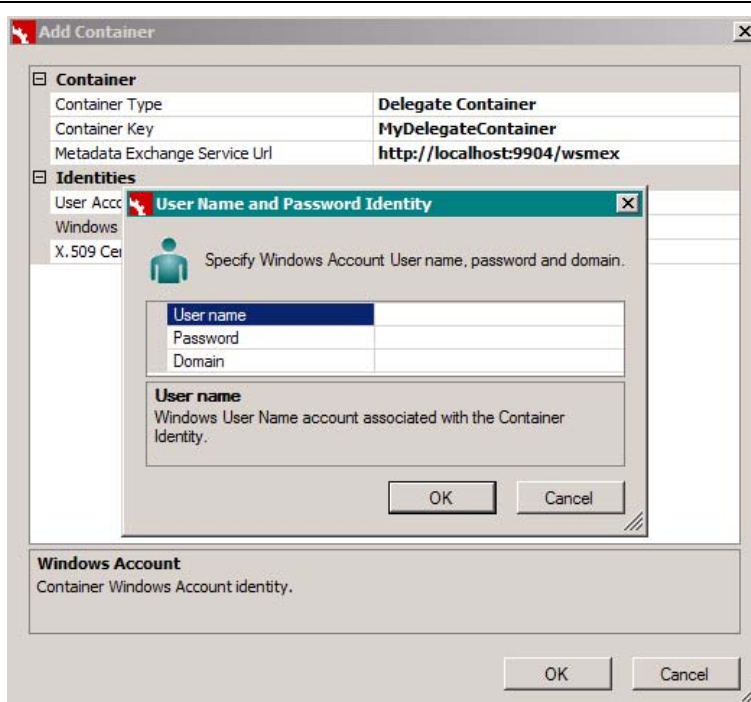 Add Container
Container
Container Type Delegate Container
Container Key MyDelegateContainer
Metadata Exchange Service Url http://localhost:9904/wsmex
Identities
User Acc
Windows
X.509 Cer
User Name and Password Identity
Specify Windows Account User name, password and domain.
User name
Password
Domain
User name
Windows User Name account associated with the Container
Identity.
OK Cancel
Windows Account
Container Windows Account identity.
OK Cancel